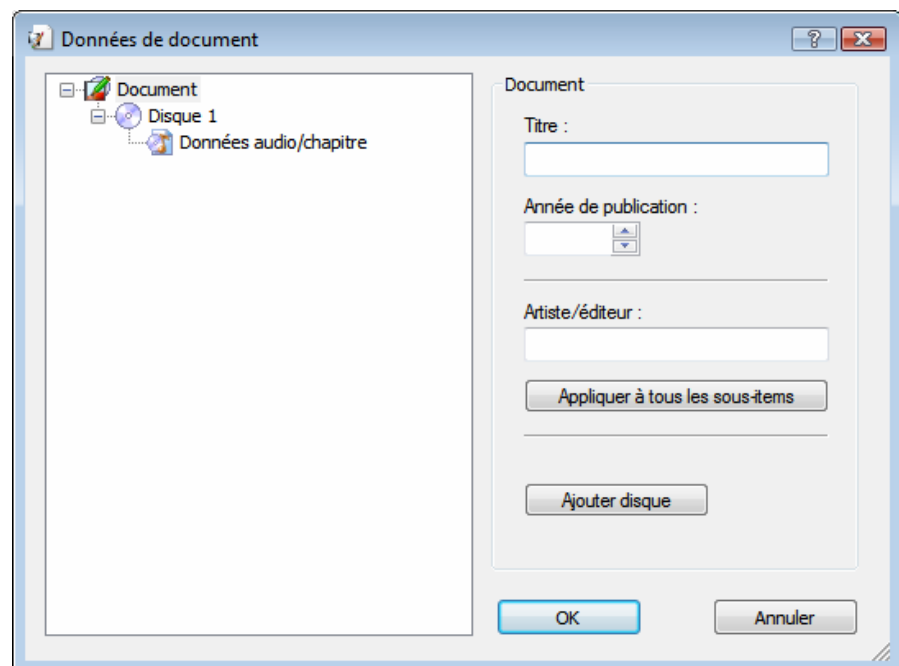 Données de document
Document
Disque 1
Données audio/chapitre
Document
Titre :
Année de publication :
Artiste/éditeur :
Appliquer à tous les sous-items
Ajouter disque
OK
Annuler